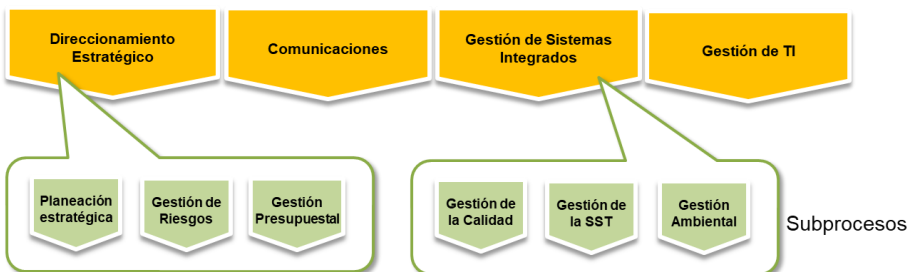 Direccionamiento
Estratégico
Comunicaciones
Gestión de Sistemas
Integrados
Gestión de TI
Planeación
estratégica
Gestión de
Riesgos
Gestión
Presupuestal
Gestión de
la Calidad
Gestión de
la SST
Gestión
Ambiental
Subprocesos